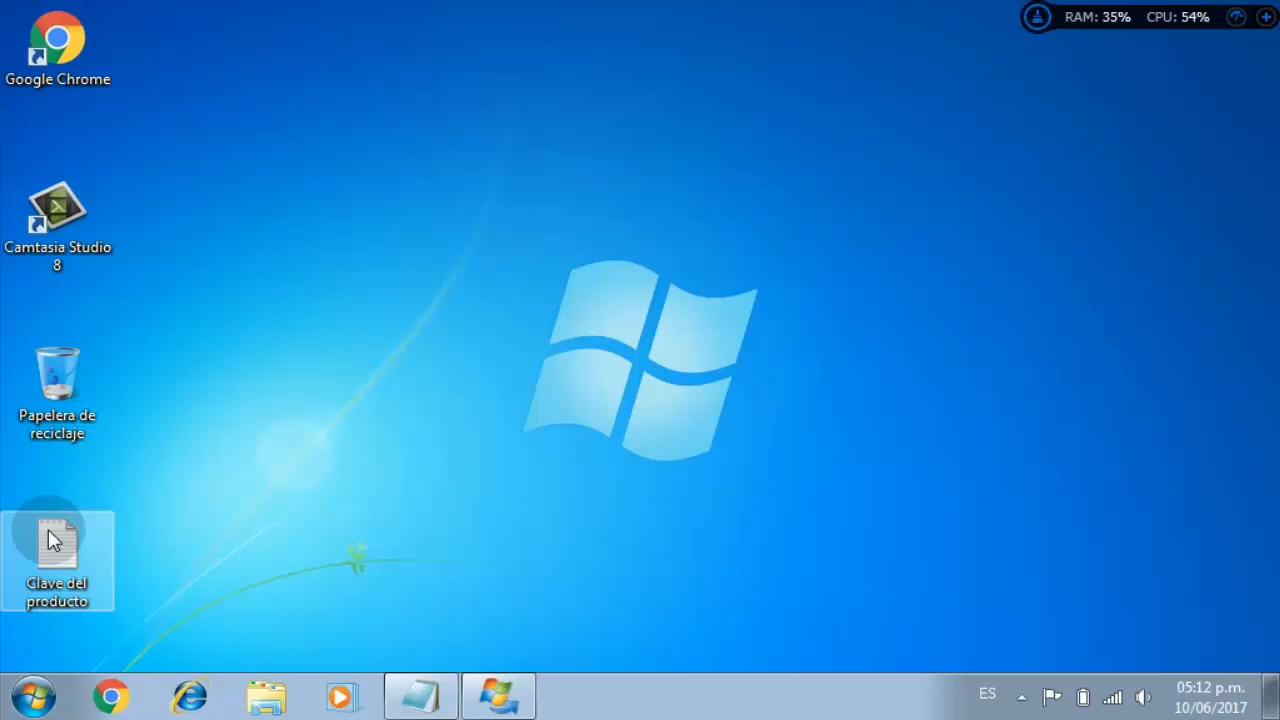 RAM: 35% CPU: 54%
Google Chrome
Camtasia Studio
8
Papelera de
reciclaje
Clave del
producto
ES
05:12 p.m.
10/06/2017